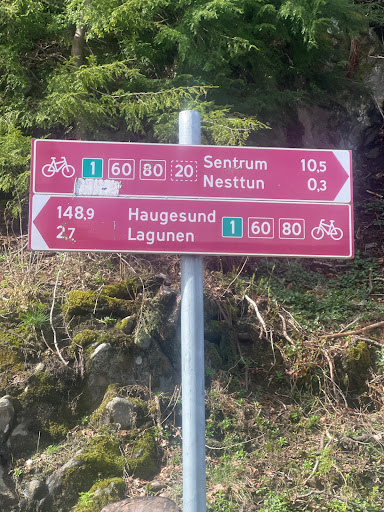 1 60 80 20 Sentrum 10,5
Nesttun 0,3
148,9 Haugesund 1 60 80
2,7 Lagunen